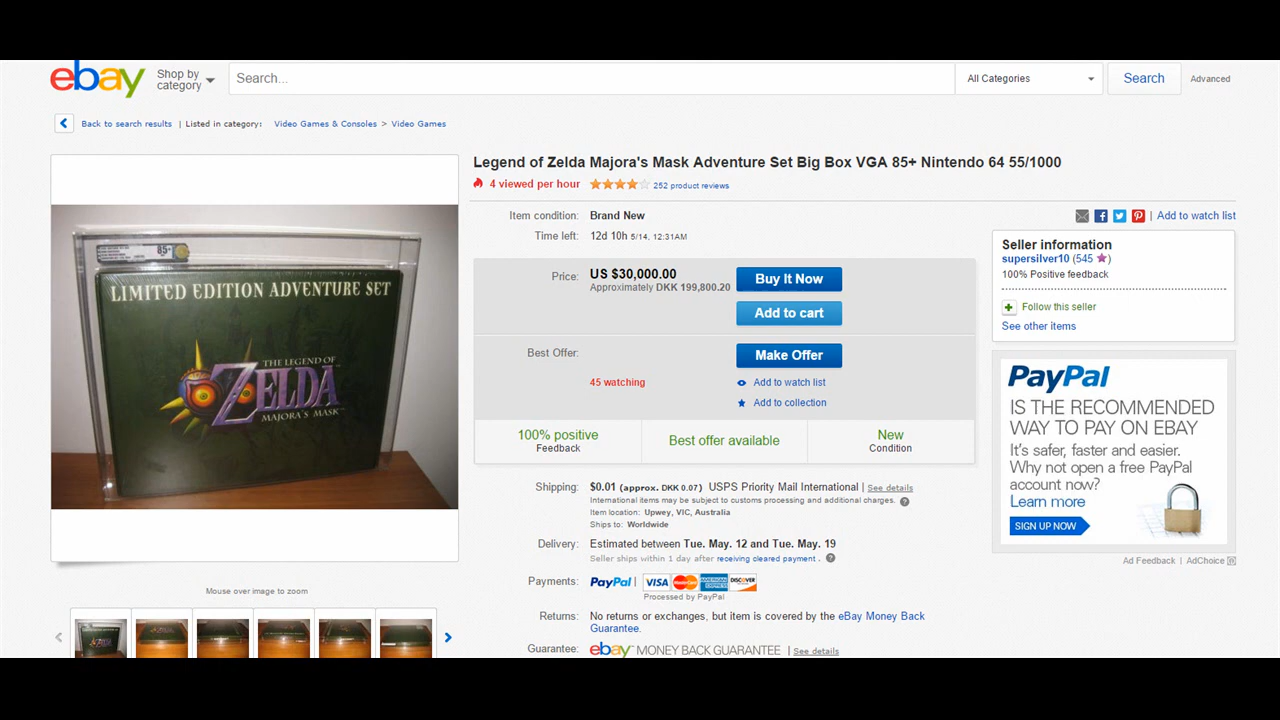 ebay
Shop by
category
Search...
All Categories
Search
Advanced
Back to search results | Listed in category: Video Games & Consoles > Video Games
Legend of Zelda Majora's Mask Adventure Set Big Box VGA 85+ Nintendo 64 55/1000
4 viewed per hour
252 product reviews
Item condition: Brand New
Time left: 12d 10h 5/14, 12:31AM
| Add to watch list
85+
LIMITED EDITION ADVENTURE SET
THE LEGEND OF
ZELDA
MAJORA'S MASK
Price: US $30,000.00
Approximately DKK 199,800.20
Buy It Now
Add to cart
Best Offer:
Make Offer
45 watching
Add to watch list
Add to collection
100% positive
Feedback
Best offer available
New
Condition
Seller information
supersilver10 (545 )
100% Positive feedback
Follow this seller
See other items
Shipping: $0.01 (approx. DKK 0.07) USPS Priority Mail International | See details
International items may be subject to customs processing and additional charges.
Item location: Upwey, VIC, Australia
Ships to: Worldwide
Delivery: Estimated between Tue. May. 12 and Tue. May. 19
Seller ships within 1 day after receiving cleared payment .
Payments: PayPal | VISA MasterCard AMERICAN EXPRESS DISCOVER
Processed by PayPal
Returns: No returns or exchanges, but item is covered by the eBay Money Back
Guarantee.
Guarantee: ebay MONEY BACK GUARANTEE | See details
PayPal
IS THE RECOMMENDED
WAY TO PAY ON EBAY
It's safer, faster and easier.
Why not open a free PayPal
account now?
Learn more
SIGN UP NOW
Ad Feedback | AdChoice
Mouse over image to zoom